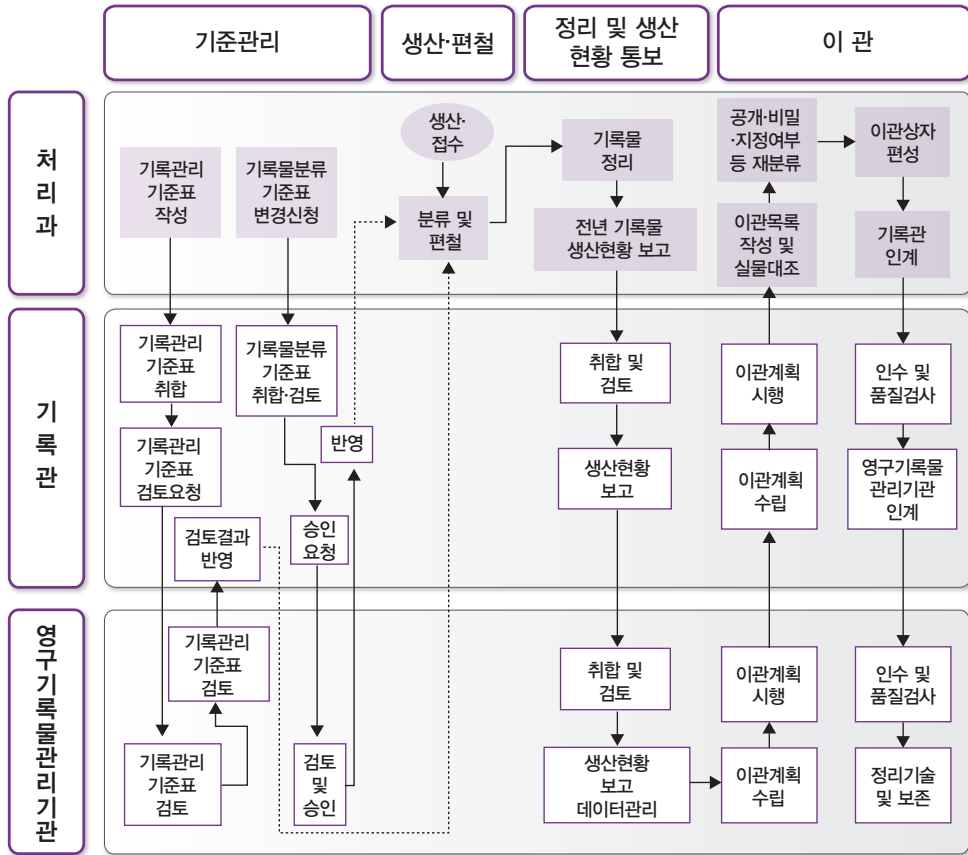 기준관리
생산·편철
정리 및 생산
현황 통보
이 관
처리과
기록관리
기준표
작성
기록물분류
기준표
변경신청
생산·
접수
분류 및
편철
기록물
정리
전년 기록물
생산현황 보고
공개·비밀
·지정여부
등 재분류
이관목록
작성 및
실물대조
이관상자
편성
기록관
인계
기록관
기록관리
기준표
취합
기록관리
기준표
검토요청
기록물분류
기준표
취합·검토
반영
승인
요청
검토결과
반영
취합 및
검토
생산현황
보고
이관계획
시행
이관계획
수립
인수 및
품질검사
영구기록물
관리기관
인계
영구기록물관리기관
기록관리
기준표
검토
기록관리
기준표
검토
검토
및
승인
취합 및
검토
생산현황
보고
데이터관리
이관계획
시행
이관계획
수립
인수 및
품질검사
정리기술
및 보존